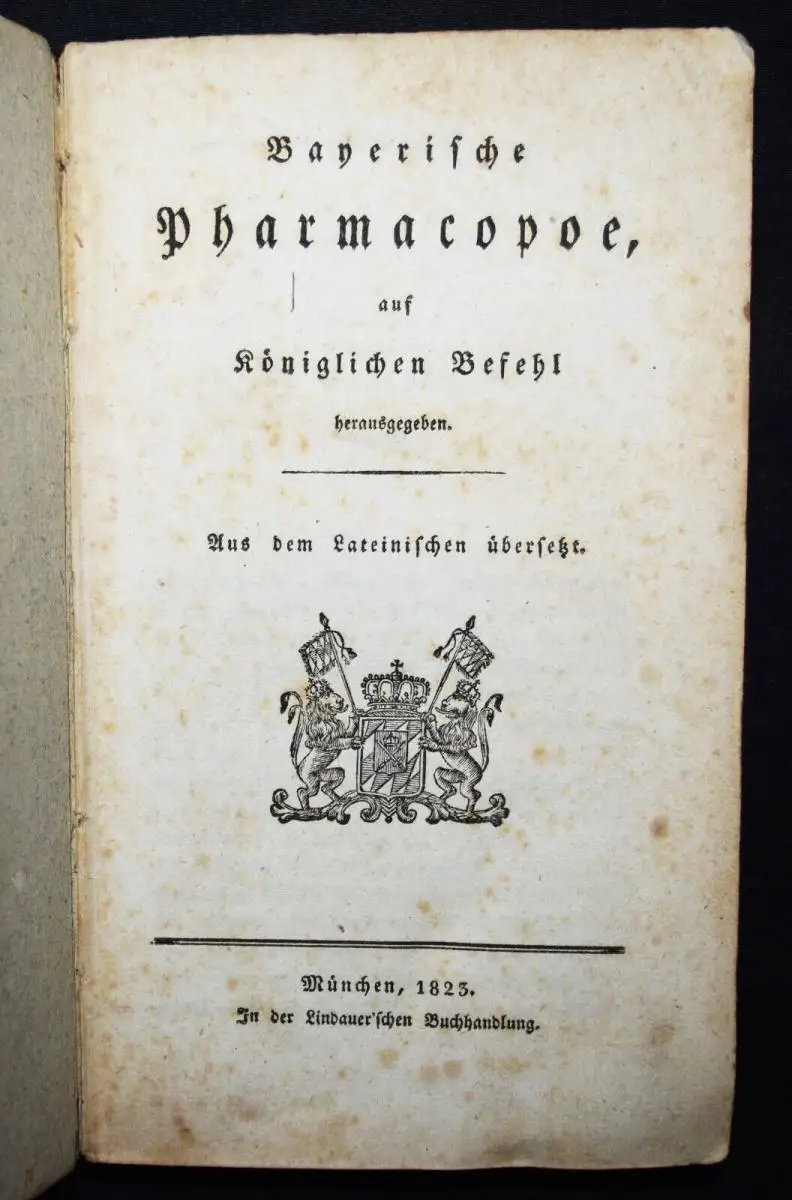 Bayeriſche
Pharmacopoe,
auf
Königlichen Befehl
herausgegeben.
Aus dem Lateiniſchen überſetzt.
München, 1823.
In der Lindauer'ſchen Buchhandlung.